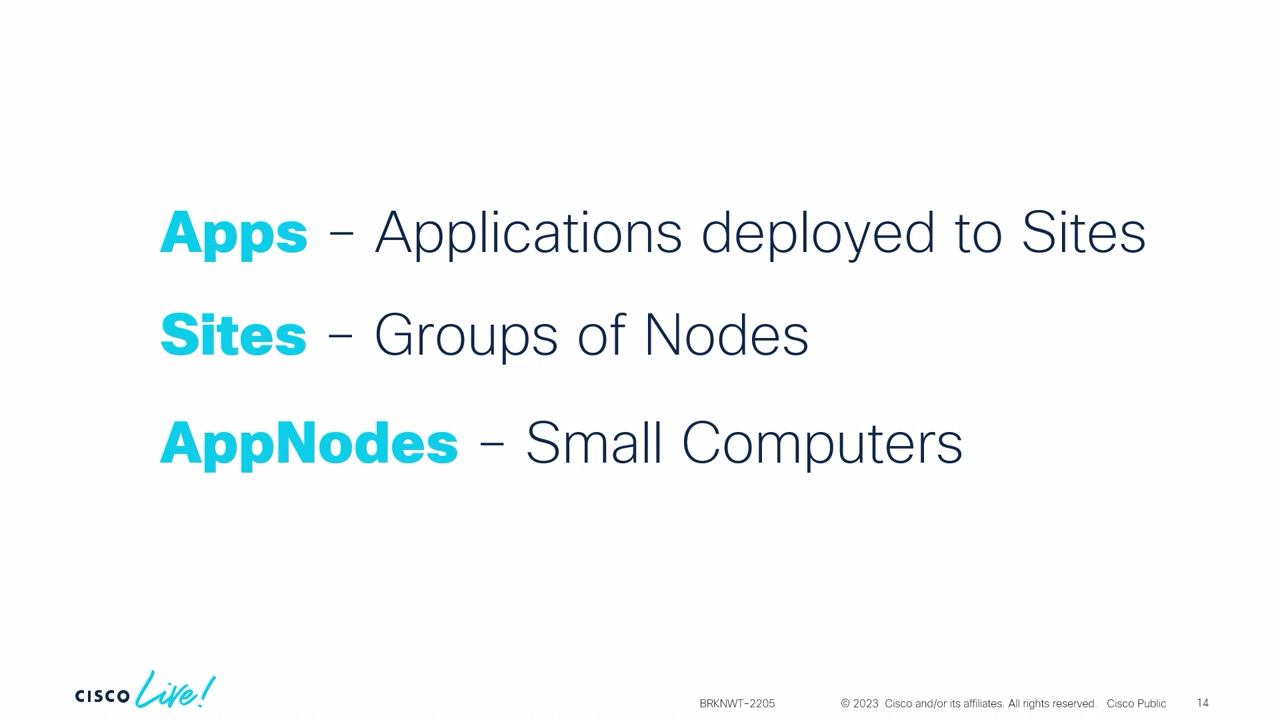 Apps – Applications deployed to Sites
Sites – Groups of Nodes
AppNodes – Small Computers
CISCO Live!
BRKNWT-2205
© 2023 Cisco and/or its affiliates. All rights reserved. Cisco Public
14